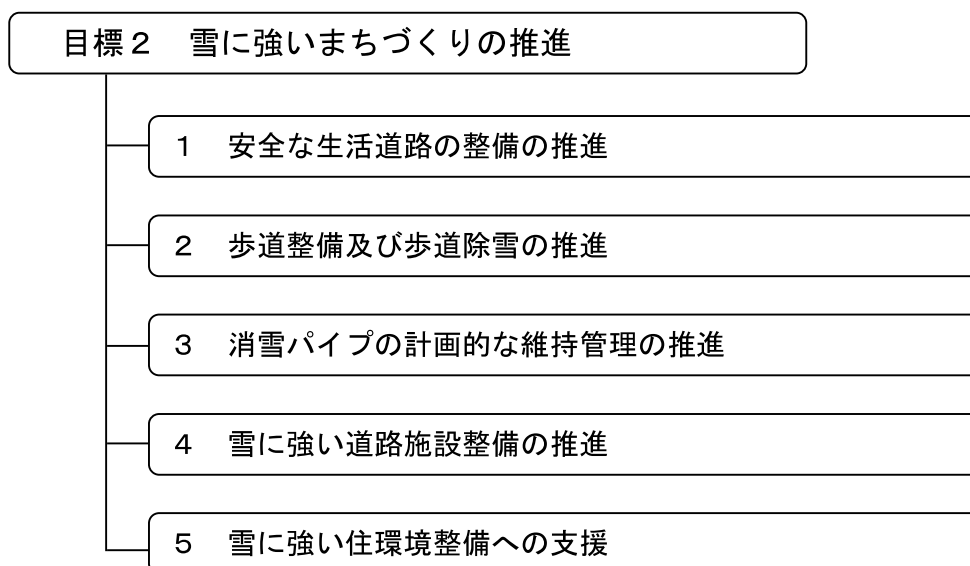 目標２　雪に強いまちづくりの推進
１　安全な生活道路の整備の推進
２　歩道整備及び歩道除雪の推進
３　消雪パイプの計画的な維持管理の推進
４　雪に強い道路施設整備の推進
５　雪に強い住環境整備への支援